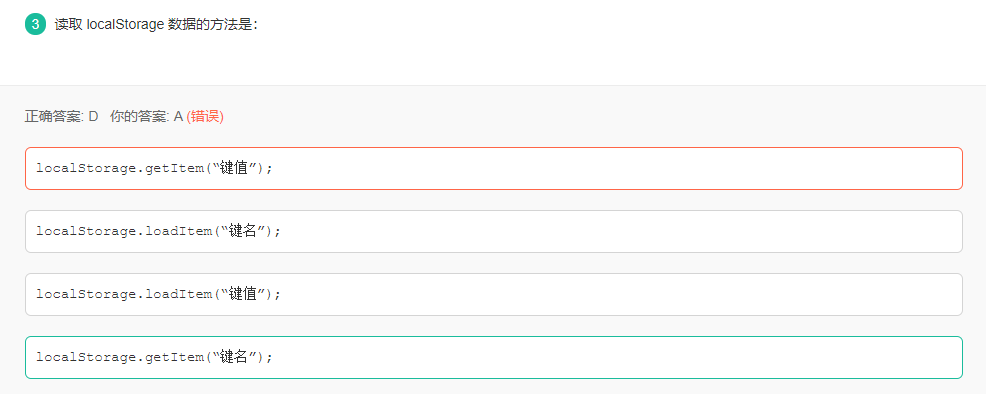 3 读取 localStorage 数据的方法是：
正确答案: D 你的答案: A (错误)
localStorage.getItem(“键值”);
localStorage.loadItem(“键名”);
localStorage.loadItem(“键值”);
localStorage.getItem(“键名”);